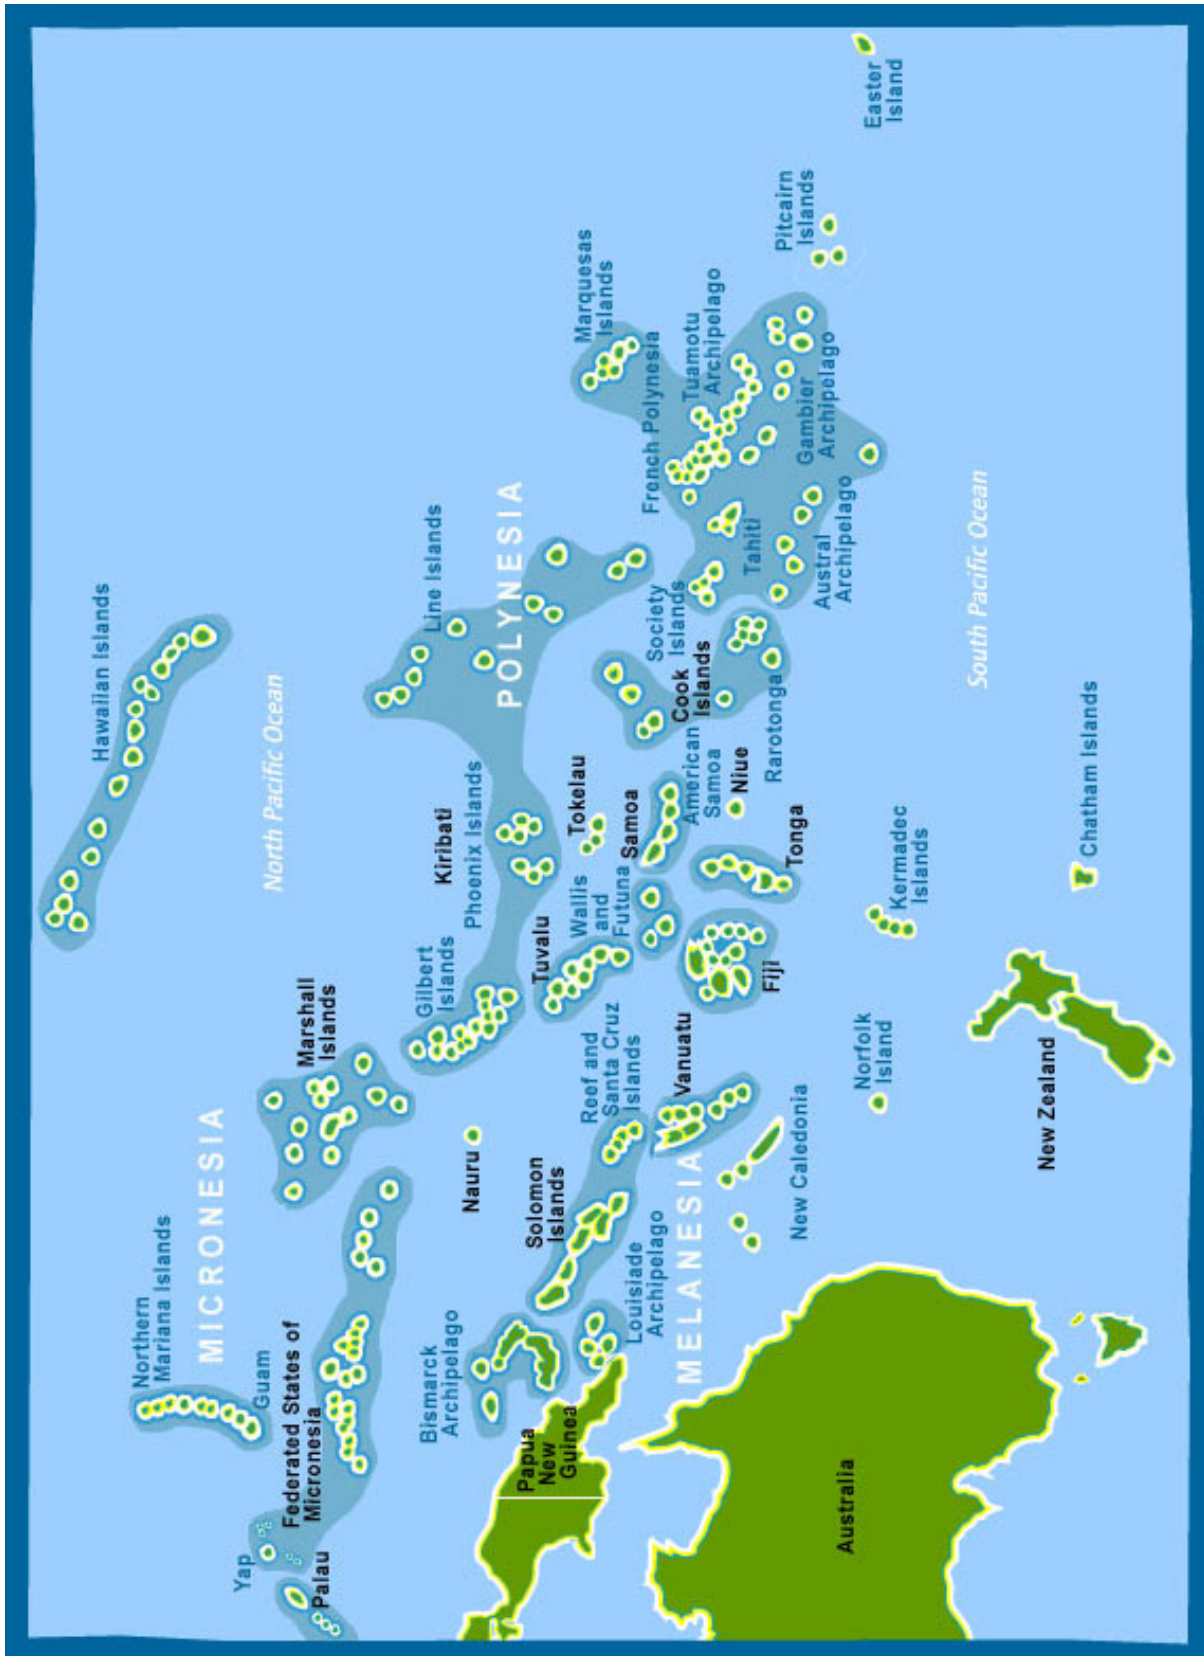 Hawaiian Islands
North Pacific Ocean
Northern
Mariana Islands
MICRONESIA
Guam
Marshall
Islands
Yap
Federated States of
Micronesia
Palau
Kiribati
Gilbert
Islands
Phoenix Islands
Line Islands
POLYNESIA
Nauru
Bismarck
Archipelago
Tuvalu
Tokelau
Marquesas
Islands
Solomon
Islands
Papua
New
Guinea
Reef and
Santa Cruz
Islands
Wallis
and
Futuna
Samoa
American
Samoa
Cook
Islands
Society
Islands
French Polynesia
Tuamotu
Archipelago
Louisiade
Archipelago
MELANESIA
Vanuatu
Fiji
Tonga
Niue
Rarotonga
Tahiti
Austral
Archipelago
Gambier
Archipelago
Pitcairn
Islands
Easter
Island
New Caledonia
Norfolk
Island
Kermadec
Islands
South Pacific Ocean
Australia
New Zealand
Chatham Islands